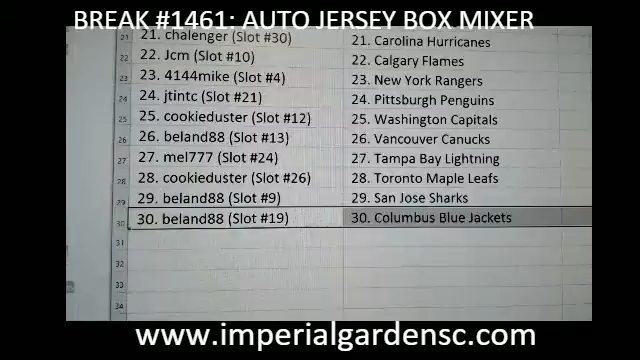 BREAK #1461: AUTO JERSEY BOX MIXER
21 21. chalenger (Slot #30) 21. Carolina Hurricanes
22 22. Jcm (Slot #10) 22. Calgary Flames
23 23. 4144mike (Slot #4) 23. New York Rangers
24 24. jtintc (Slot #21) 24. Pittsburgh Penguins
25 25. cookieduster (Slot #12) 25. Washington Capitals
26 26. beland88 (Slot #13) 26. Vancouver Canucks
27 27. mel777 (Slot #24) 27. Tampa Bay Lightning
28 28. cookieduster (Slot #26) 28. Toronto Maple Leafs
29 29. beland88 (Slot #9) 29. San Jose Sharks
30 30. beland88 (Slot #19) 30. Columbus Blue Jackets
31
32
33
34
www.imperialgardensc.com